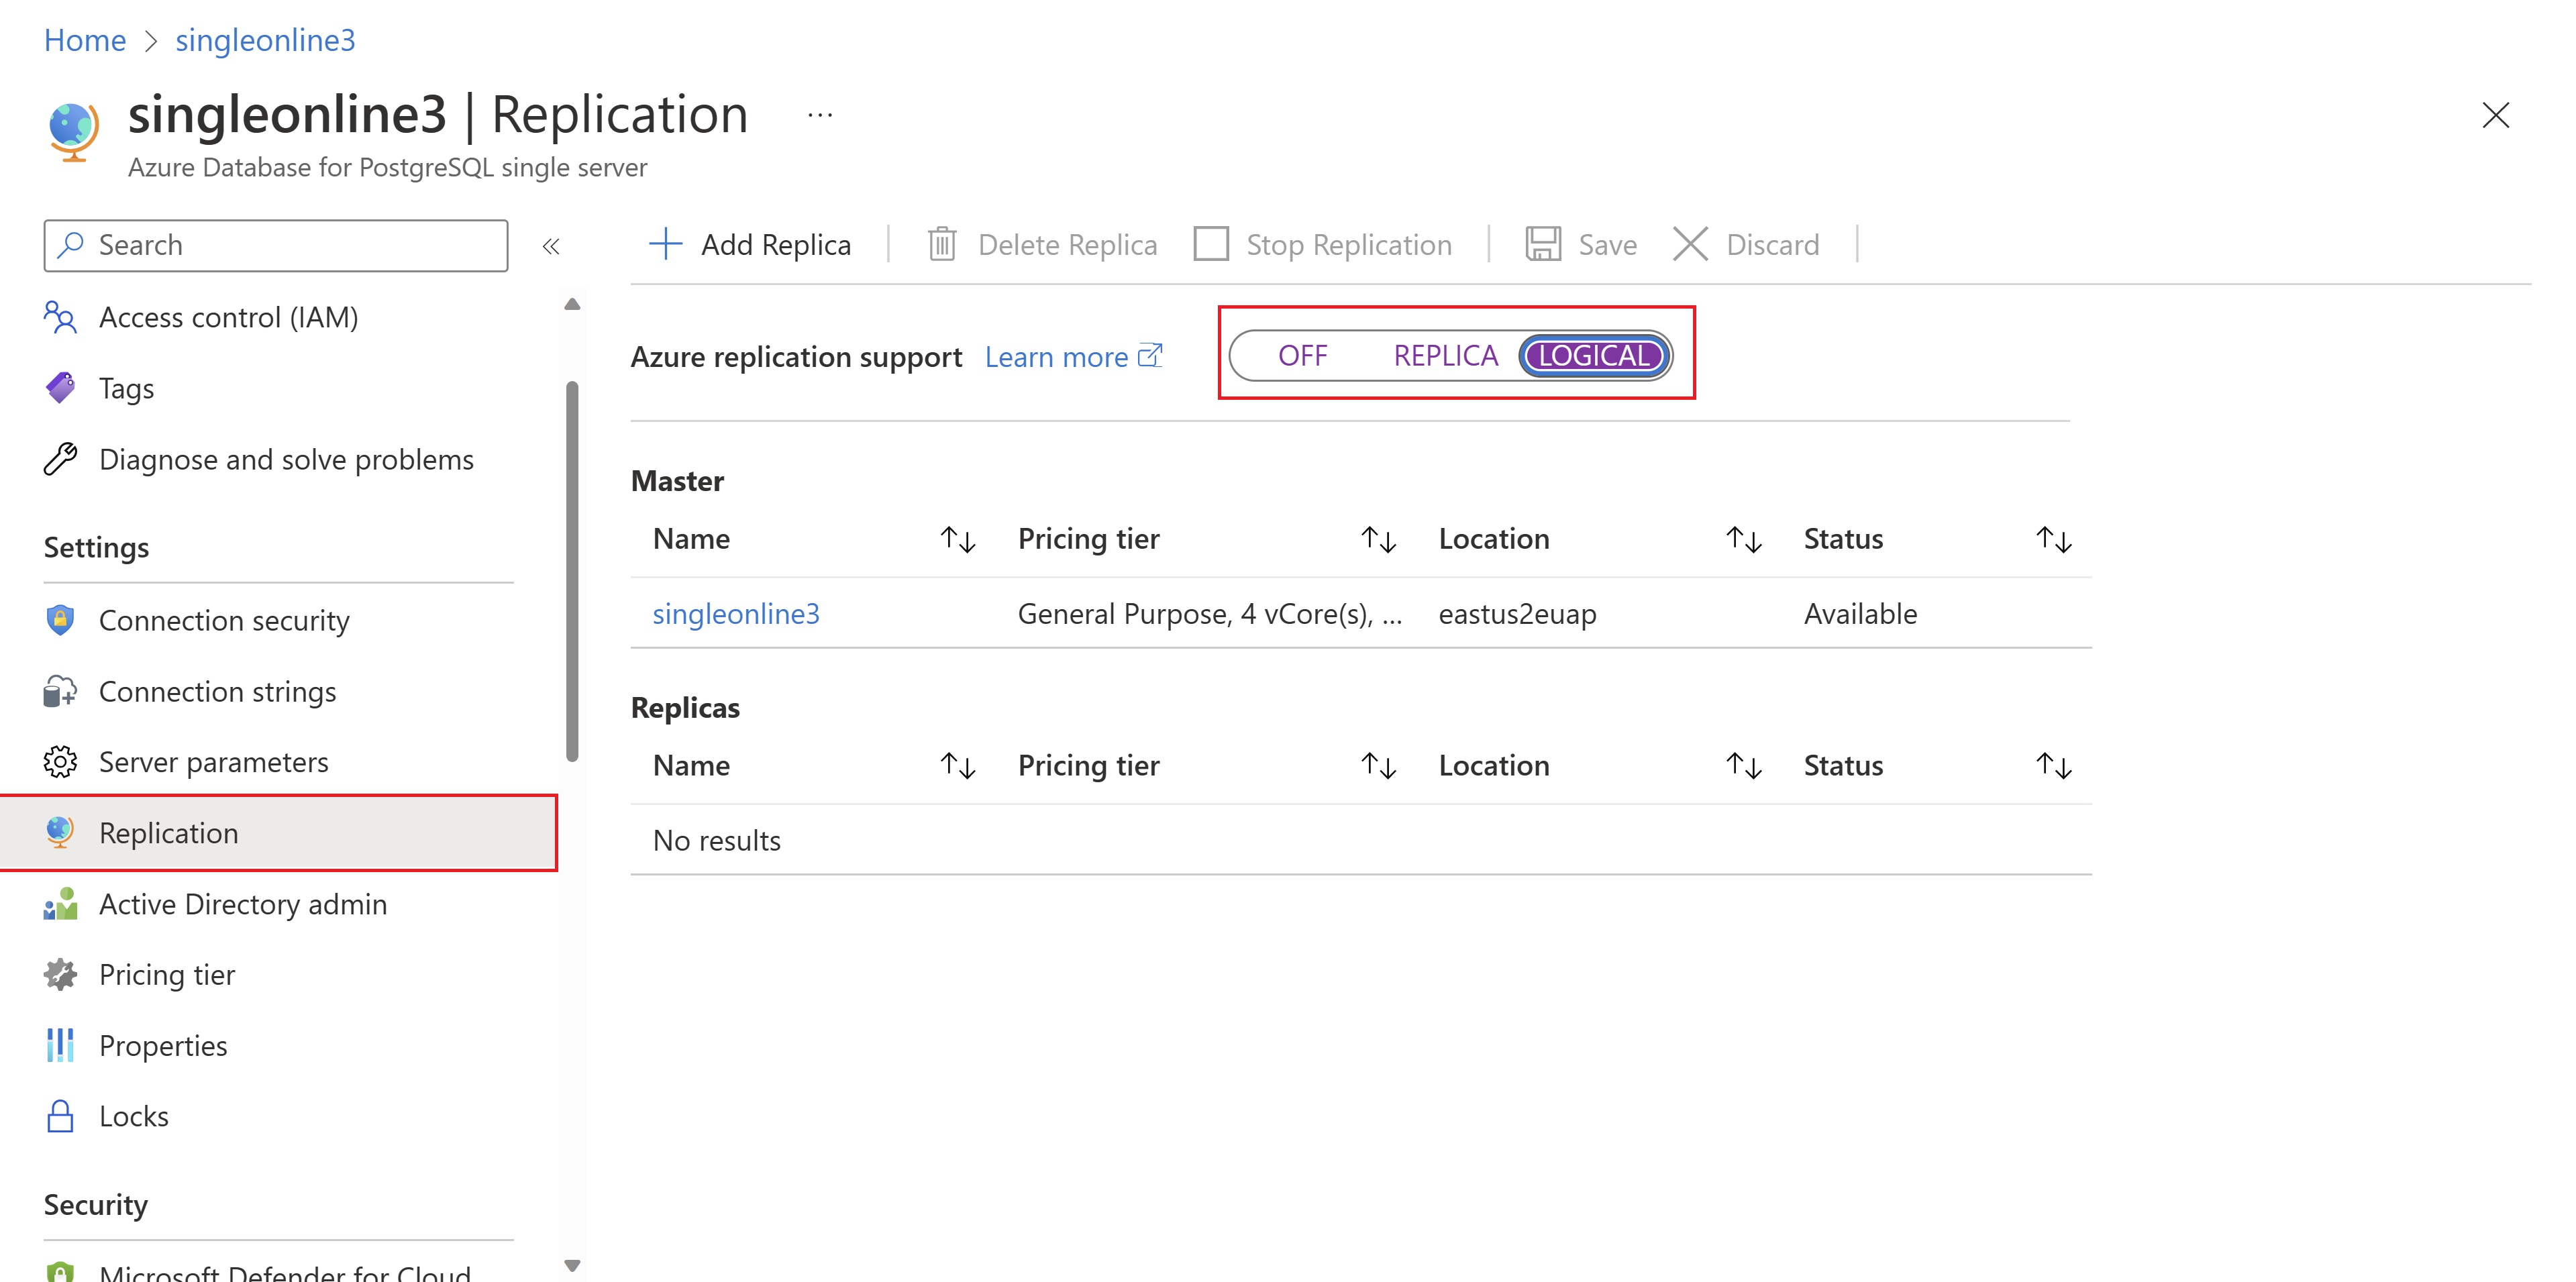 Home > singleonline3
singleonline3 | Replication ...
Azure Database for PostgreSQL single server
Search
«
Access control (IAM)
Tags
Diagnose and solve problems
Settings
Connection security
Connection strings
Server parameters
Replication
Active Directory admin
Pricing tier
Properties
Locks
Security
Microsoft Defender for Cloud
Add Replica | Delete Replica Stop Replication | Save Discard |
Azure replication support Learn more OFF REPLICA LOGICAL
Master
Name Pricing tier Location Status
singleonline3 General Purpose, 4 vCore(s), ... eastus2euap Available
Replicas
Name Pricing tier Location Status
No results